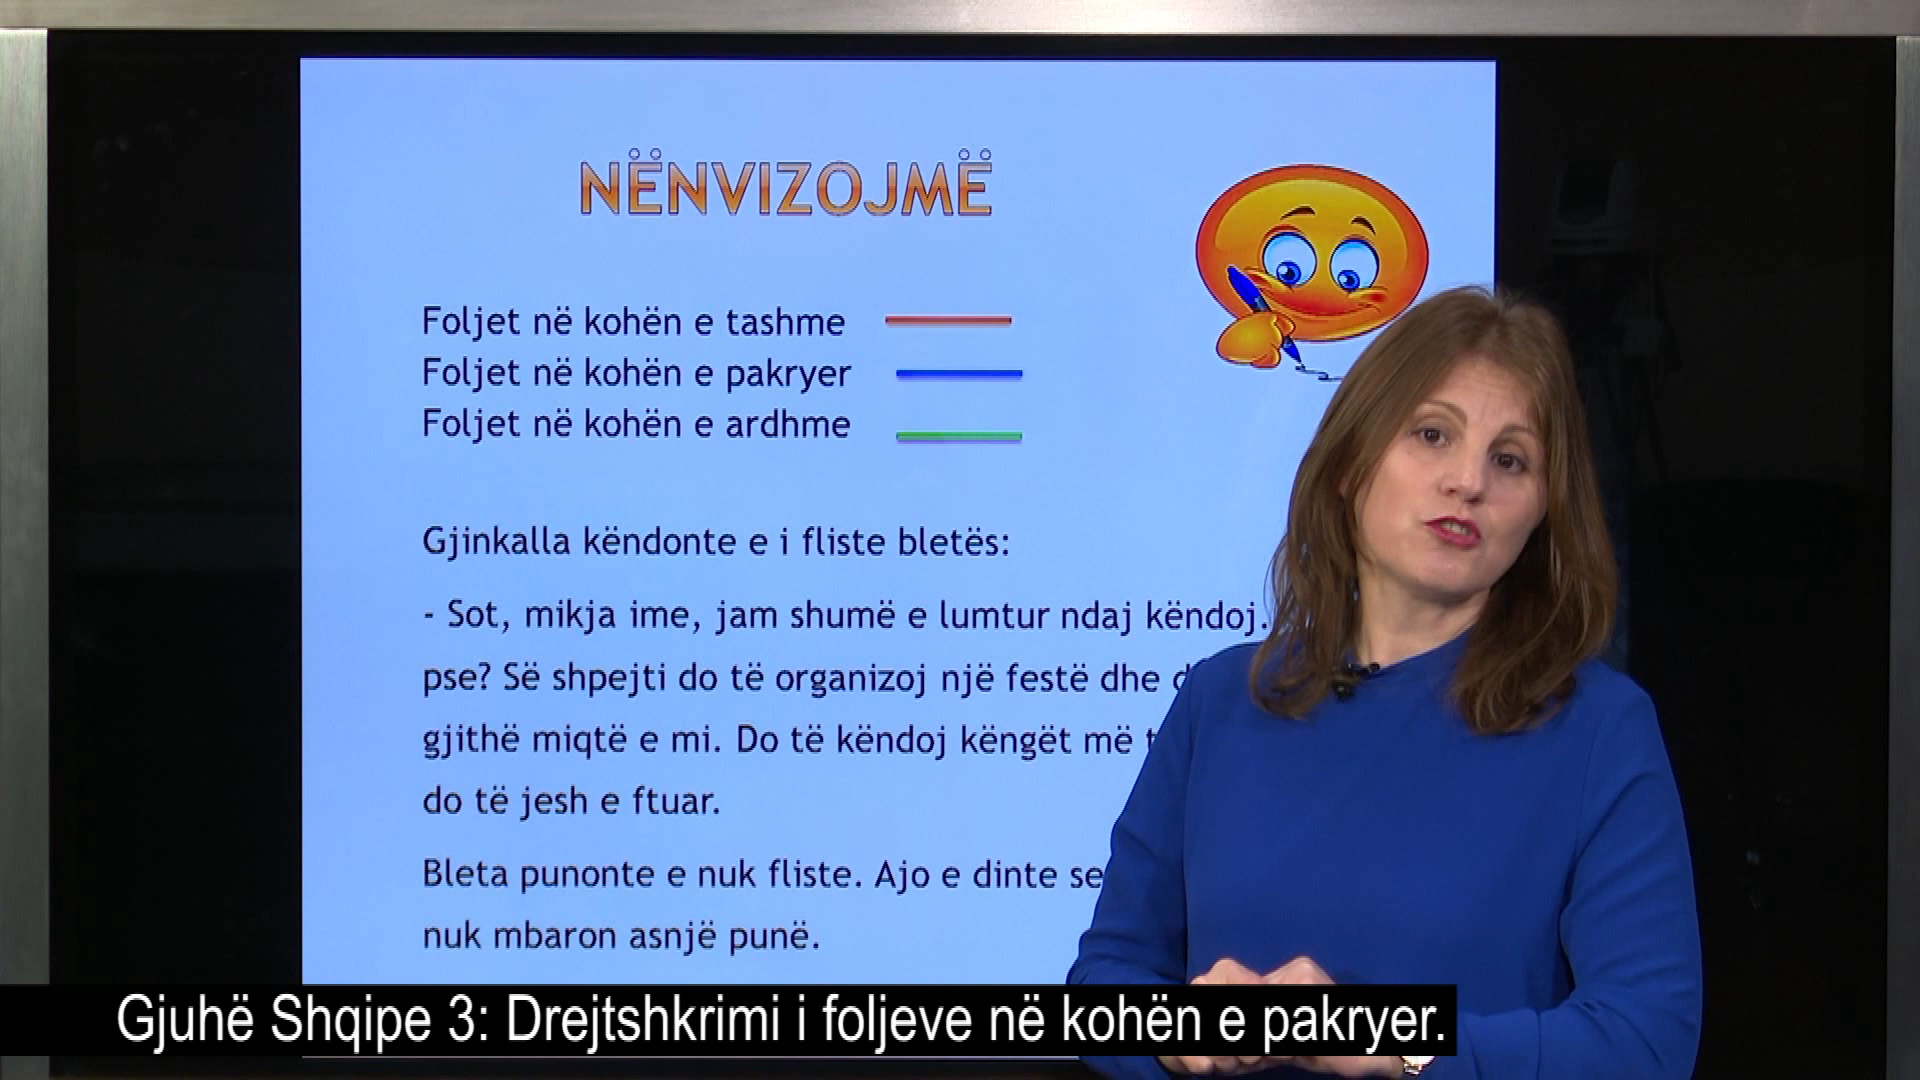 NËNVIZOJMË
Foljet në kohën e tashme
Foljet në kohën e pakryer
Foljet në kohën e ardhme
Gjinkalla këndonte e i fliste bletës:
- Sot, mikja ime, jam shumë e lumtur ndaj këndoj.
pse? Së shpejti do të organizoj një festë dhe
gjithë miqtë e mi. Do të këndoj këngët më
do të jesh e ftuar.
Bleta punonte e nuk fliste. Ajo e dinte se
nuk mbaron asnjë punë.
Gjuhë Shqipe 3: Drejtshkrimi i foljeve në kohën e pakryer.